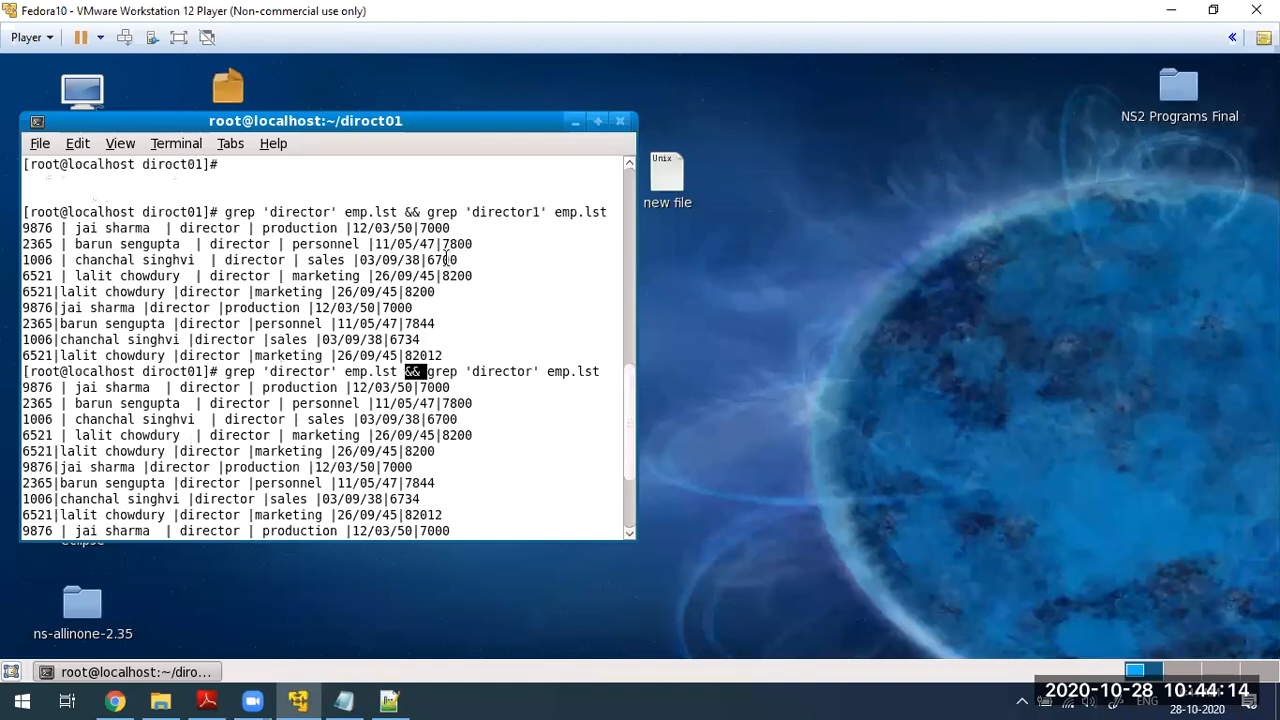 Fedora10 - VMware Workstation 12 Player (Non-commercial use only)
Player
NS2 Programs Final
root@localhost:~/diroct01
File Edit View Terminal Tabs Help
Unix
new file
[root@localhost diroct01]#
[root@localhost diroct01]# grep 'director' emp.lst && grep 'director1' emp.lst
9876 | jai sharma  | director | production |12/03/50|7000
2365 | barun sengupta  | director | personnel |11/05/47|7800
1006 | chanchal singhvi  | director | sales |03/09/38|6700
6521 | lalit chowdury  | director | marketing |26/09/45|8200
6521|lalit chowdury |director |marketing |26/09/45|8200
9876|jai sharma |director |production |12/03/50|7000
2365|barun sengupta |director |personnel |11/05/47|7844
1006|chanchal singhvi |director |sales |03/09/38|6734
6521|lalit chowdury |director |marketing |26/09/45|82012
[root@localhost diroct01]# grep 'director' emp.lst && grep 'director' emp.lst
9876 | jai sharma  | director | production |12/03/50|7000
2365 | barun sengupta  | director | personnel |11/05/47|7800
1006 | chanchal singhvi  | director | sales |03/09/38|6700
6521 | lalit chowdury  | director | marketing |26/09/45|8200
6521|lalit chowdury |director |marketing |26/09/45|8200
9876|jai sharma |director |production |12/03/50|7000
2365|barun sengupta |director |personnel |11/05/47|7844
1006|chanchal singhvi |director |sales |03/09/38|6734
6521|lalit chowdury |director |marketing |26/09/45|82012
9876 | jai sharma  | director | production |12/03/50|7000
ns-allinone-2.35
root@localhost:~/diro...
2020-10-28 10:44:14
ENG
28-10-2020